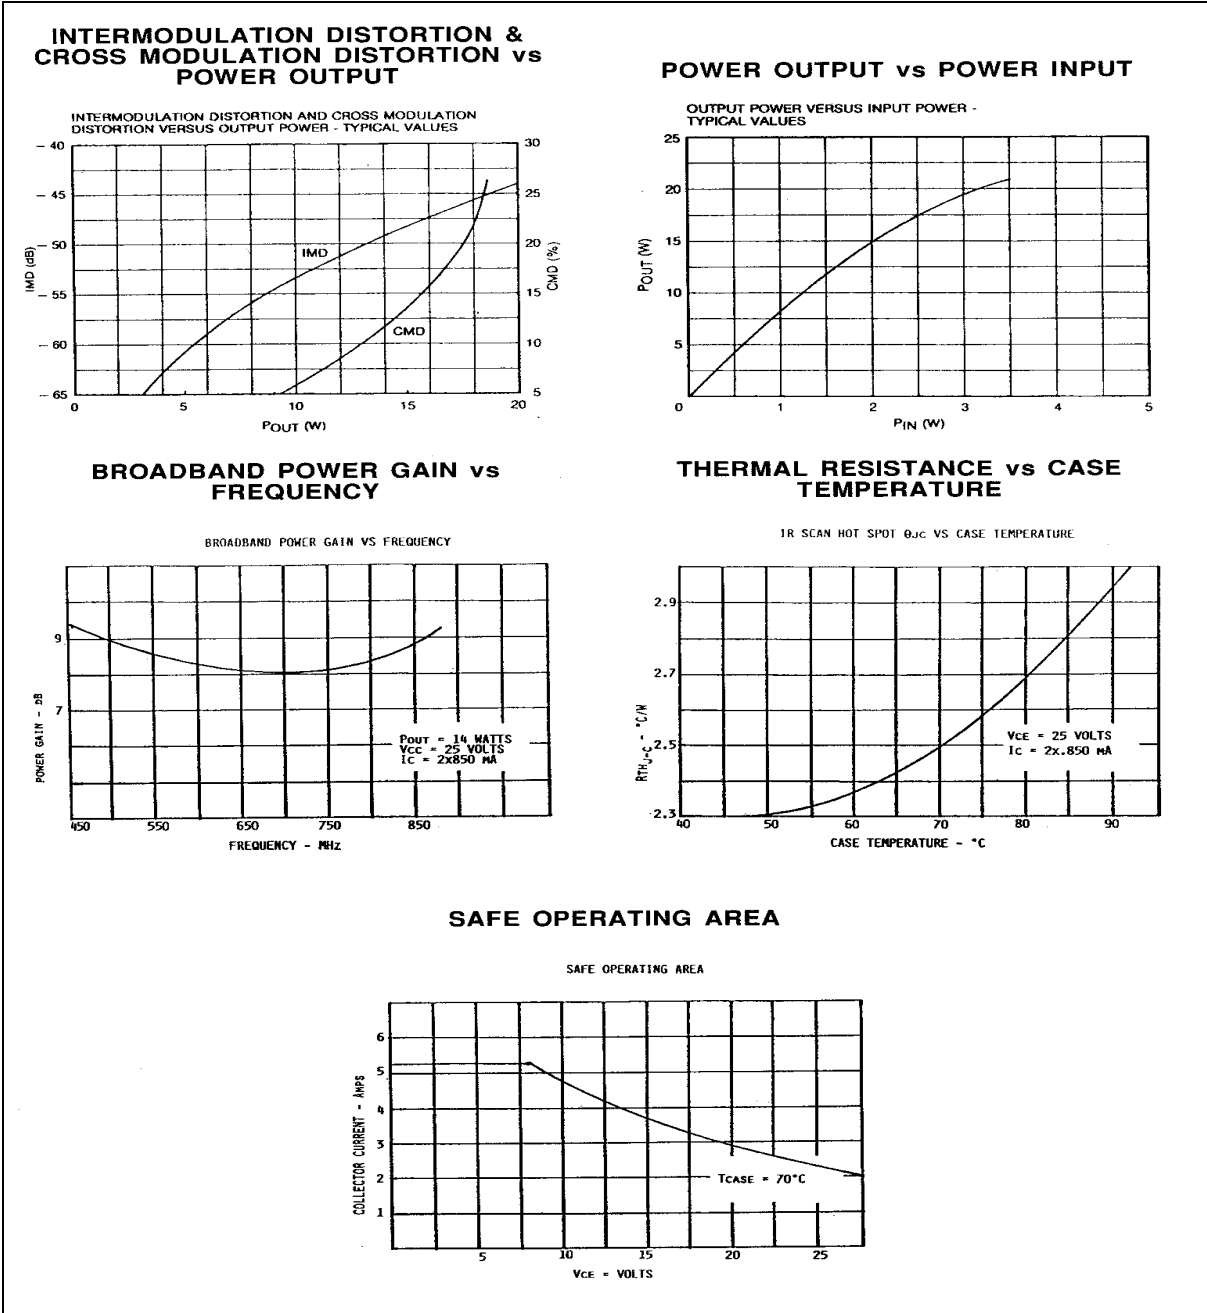 INTERMODULATION DISTORTION &
CROSS MODULATION DISTORTION vs
POWER OUTPUT
INTERMODULATION DISTORTION AND CROSS MODULATION
DISTORTION VERSUS OUTPUT POWER - TYPICAL VALUES
– 40
– 45
– 50
– 55
– 60
– 65
IMD (dB)
30
25
20
15
10
5
CMD (%)
IMD
CMD
0 5 10 15 20
POUT (W)
POWER OUTPUT vs POWER INPUT
OUTPUT POWER VERSUS INPUT POWER -
TYPICAL VALUES
25
20
15
10
5
POUT (W)
0 1 2 3 4 5
PIN (W)
BROADBAND POWER GAIN vs
FREQUENCY
BROADBAND POWER GAIN VS FREQUENCY
9
7
POWER GAIN - DB
POUT = 14 WATTS
VCC = 25 VOLTS
IC = 2x850 MA
450 550 650 750 850
FREQUENCY - MHz
THERMAL RESISTANCE vs CASE
TEMPERATURE
IR SCAN HOT SPOT θJC VS CASE TEMPERATURE
2.9
2.7
2.5
2.3
RTHJ-C - °C/W
VCE = 25 VOLTS
IC = 2x.850 MA
40 50 60 70 80 90
CASE TEMPERATURE - °C
SAFE OPERATING AREA
SAFE OPERATING AREA
6
5
4
3
2
1
COLLECTOR CURRENT - AMPS
TCASE = 70°C
5 10 15 20 25
VCE = VOLTS